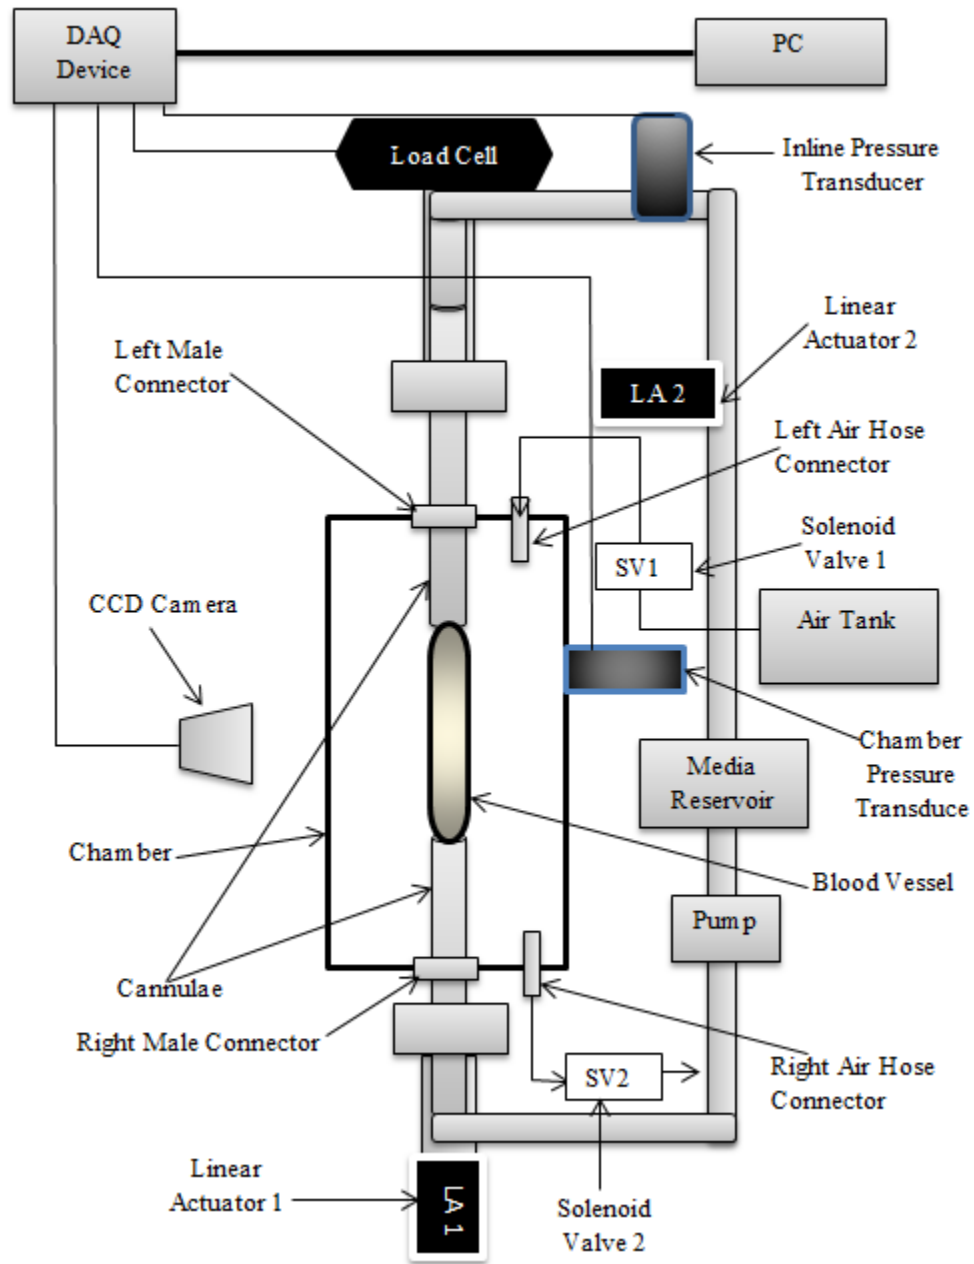 DAQ
Device
PC
Load Cell
Inline Pressure
Transducer
Linear
Actuator 2
Left Male
Connector
LA 2
Left Air Hose
Connector
Solenoid
Valve 1
SV1
CCD Camera
Air Tank
Chamber
Pressure
Transduce
Media
Reservoir
Chamber
Blood Vessel
Pump
Cannulae
Right Male Connector
SV2
Right Air Hose
Connector
Linear
Actuator 1
LA 1
Solenoid
Valve 2